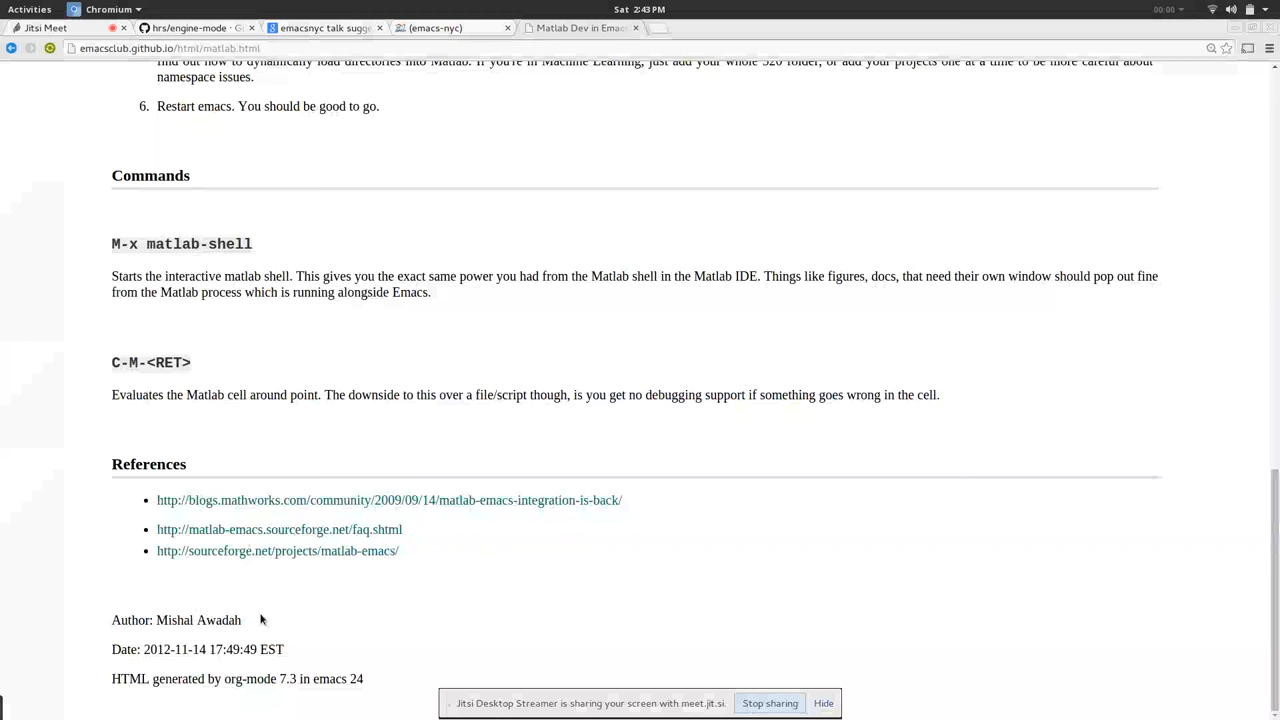 Activities Chromium Sat 2:43 PM 00:00
Jitsi Meet hrs/engine-mode · Gi emacsnyc talk sugge (emacs-nyc) Matlab Dev in Emacs
emacsclub.github.io/html/matlab.html
find out how to dynamically load directories into Matlab. If you're in Machine Learning, just add your whole 520 folder, or add your projects one at a time to be more careful about
namespace issues.
6. Restart emacs. You should be good to go.
Commands
M-x matlab-shell
Starts the interactive matlab shell. This gives you the exact same power you had from the Matlab shell in the Matlab IDE. Things like figures, docs, that need their own window should pop out fine
from the Matlab process which is running alongside Emacs.
C-M-<RET>
Evaluates the Matlab cell around point. The downside to this over a file/script though, is you get no debugging support if something goes wrong in the cell.
References
• http://blogs.mathworks.com/community/2009/09/14/matlab-emacs-integration-is-back/
• http://matlab-emacs.sourceforge.net/faq.shtml
• http://sourceforge.net/projects/matlab-emacs/
Author: Mishal Awadah
Date: 2012-11-14 17:49:49 EST
HTML generated by org-mode 7.3 in emacs 24
Jitsi Desktop Streamer is sharing your screen with meet.jit.si. Stop sharing Hide